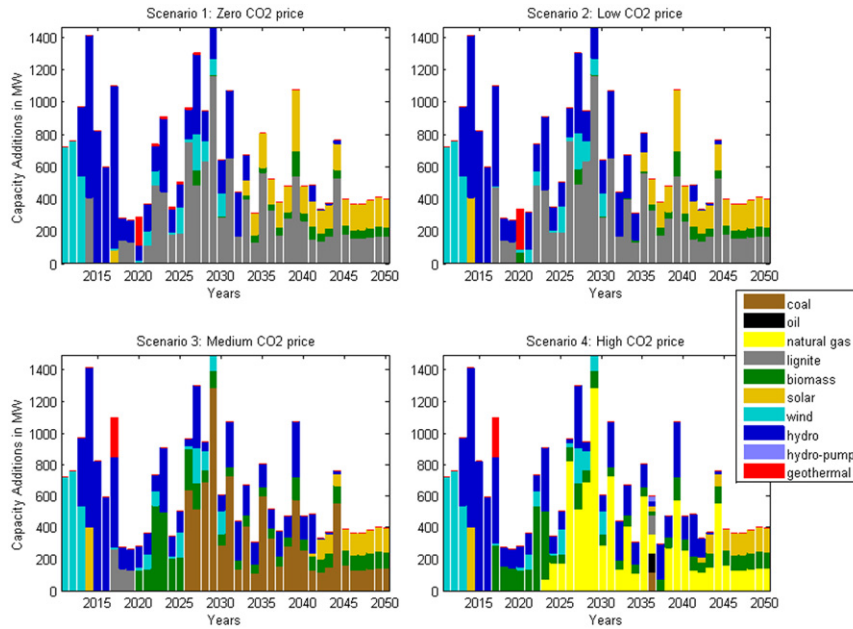 Scenario 1: Zero CO2 price
Scenario 2: Low CO2 price
Capacity Additions in MW
1400
1200
1000
800
600
400
200
0
2015 2020 2025 2030 2035 2040 2045 2050
Years
1400
1200
1000
800
600
400
200
0
2015 2020 2025 2030 2035 2040 2045 2050
Years
Scenario 3: Medium CO2 price
Scenario 4: High CO2 price
Capacity Additions in MW
1400
1200
1000
800
600
400
200
0
2015 2020 2025 2030 2035 2040 2045 2050
Years
1400
1200
1000
800
600
400
200
0
2015 2020 2025 2030 2035 2040 2045 2050
Years
coal
oil
natural gas
lignite
biomass
solar
wind
hydro
hydro-pump
geothermal